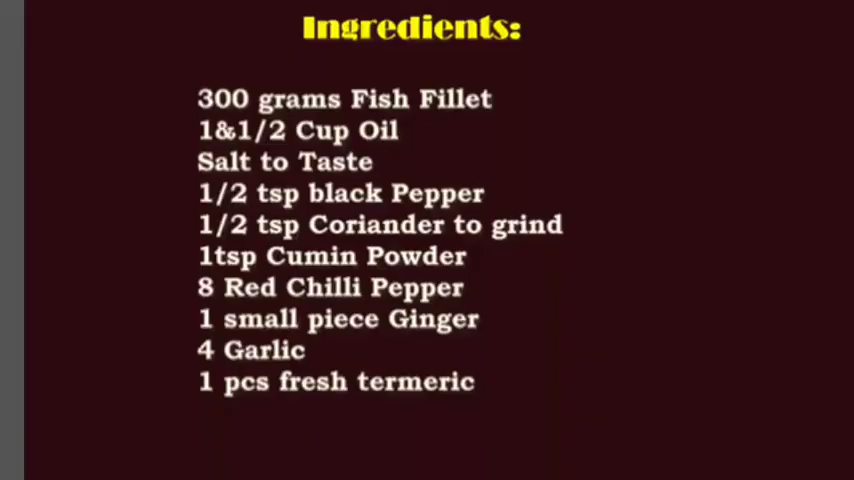 Ingredients:
300 grams Fish Fillet
1&1/2 Cup Oil
Salt to Taste
1/2 tsp black Pepper
1/2 tsp Coriander to grind
1tsp Cumin Powder
8 Red Chilli Pepper
1 small piece Ginger
4 Garlic
1 pcs fresh termeric